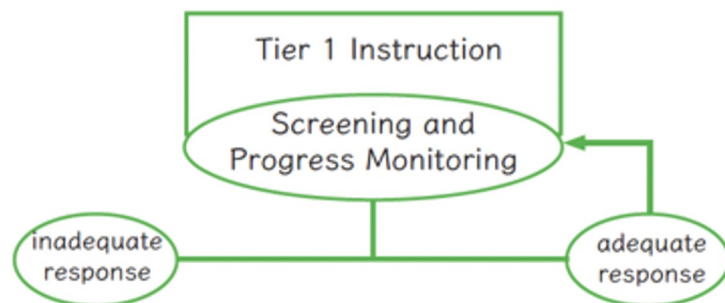 Tier 1 Instruction
Screening and
Progress Monitoring
inadequate
response
adequate
response